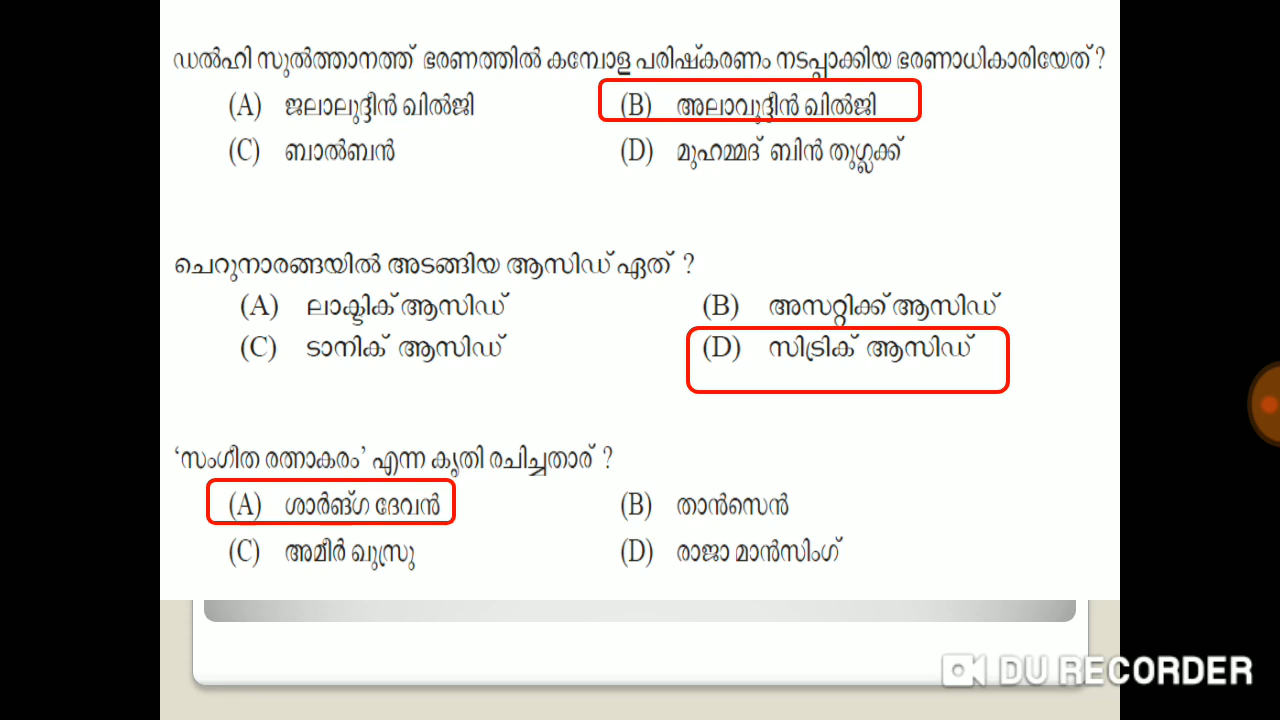 ഡൽഹി സുൽത്താനത്ത് ഭരണത്തിൽ കമ്പോള പരിഷ്കരണം നടപ്പാക്കിയ ഭരണാധികാരിയേത് ?
(A) ജലാലുദ്ദീൻ ഖിൽജി (B) അലാവുദ്ദീൻ ഖിൽജി
(C) ബാൽബൻ (D) മുഹമ്മദ് ബിൻ തുഗ്ലക്ക്
ചെറുനാരങ്ങയിൽ അടങ്ങിയ ആസിഡ് ഏത് ?
(A) ലാക്ടിക് ആസിഡ് (B) അസറ്റിക്ക് ആസിഡ്
(C) ടാനിക് ആസിഡ് (D) സിട്രിക് ആസിഡ്
‘സംഗീത രത്നാകരം’ എന്ന കൃതി രചിച്ചതാര് ?
(A) ശാർങ്ഗ ദേവൻ (B) താൻസെൻ
(C) അമീർ ഖുസ്രു (D) രാജാ മാൻസിംഗ്
DU RECORDER